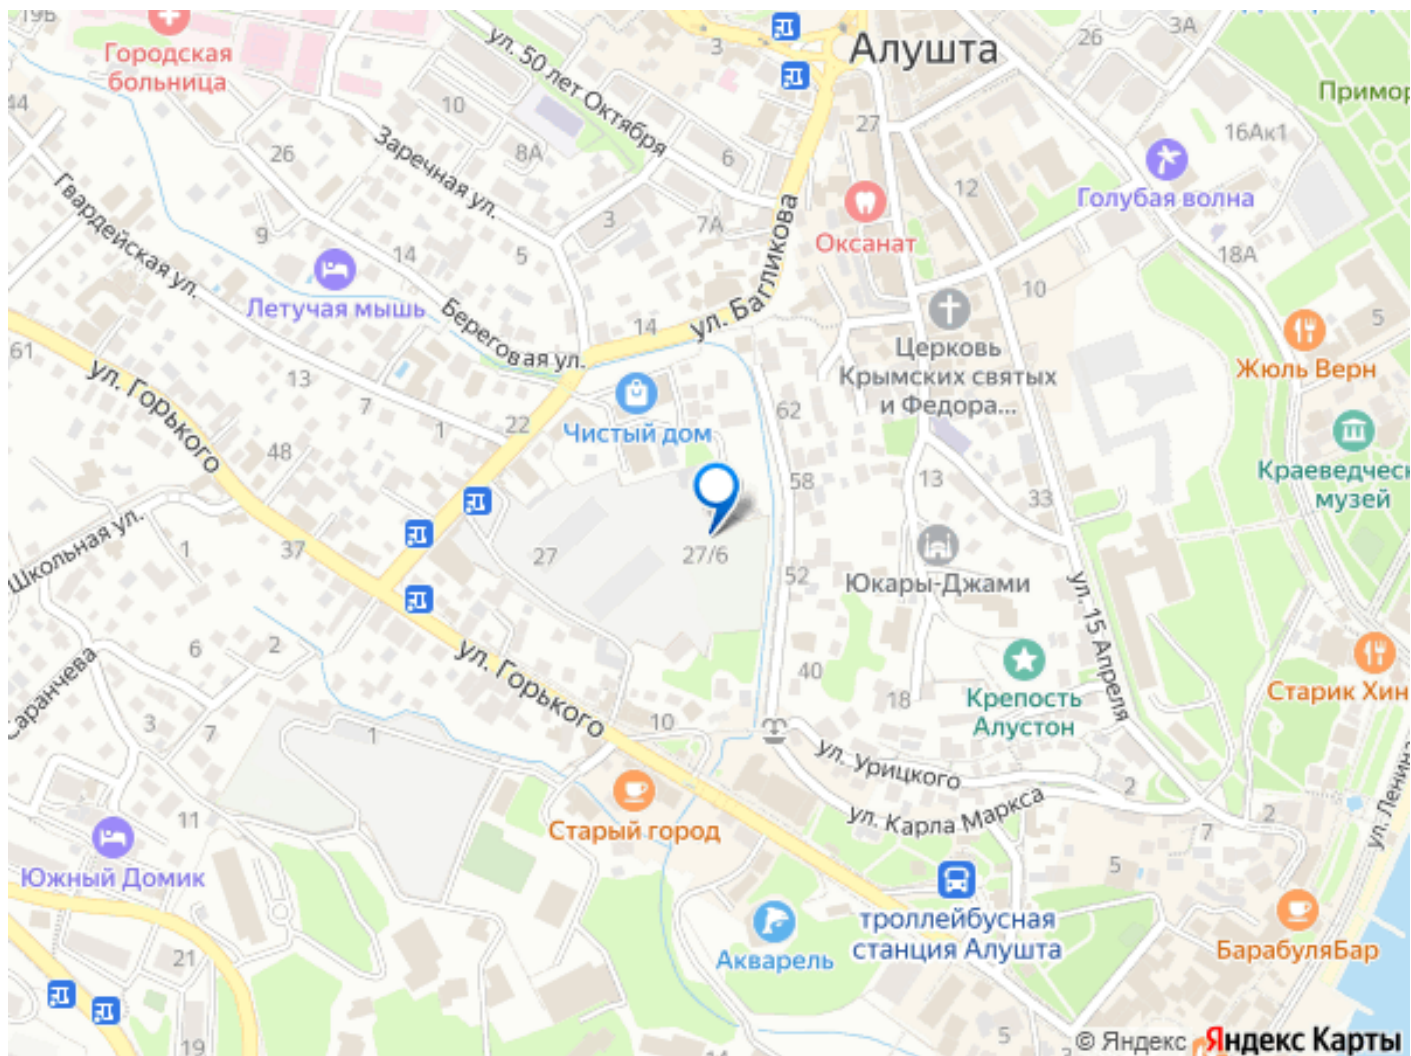 19Б
Городская
больница
ул. 50 лет Октября
3
Алушта
26
3А
Примор
44
10
Заречная ул.
8А
6
27
16Ак1
26
12
Голубая волна
Гвардейская ул.
9
14
5
3
7А
Оксанат
18А
Летучая мышь
Береговая ул.
14
ул. Багликова
10
5
61
Церковь
Крымских святых
и Федора...
Жюль Верн
ул. Горького
13
7
1
22
Чистый дом
62
48
58
13
33
Краеведческ
музей
Школьная ул.
1
37
27
27/6
52
Юкары-Джами
ул. 15 Апреля
6
2
ул. Горького
40
18
Крепость
Алустон
Старик Хин
аранчева
3
7
1
10
ул. Урицкого
2
2
ул. Ленина
11
Старый город
ул. Карла Маркса
7
5
Южный Домик
троллейбусная
станция Алушта
Акварель
БарабуляБар
21
19
© Яндекс Яндекс Карты